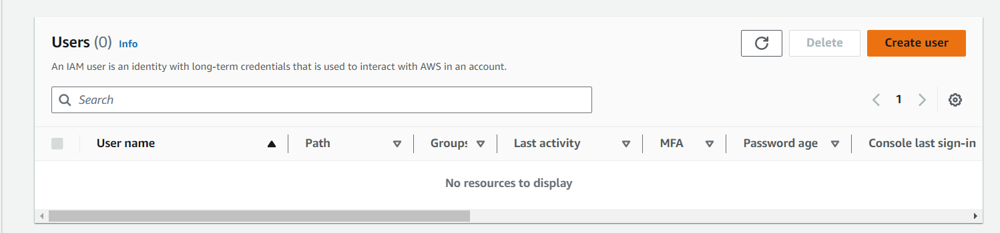 Users (0) Info
Delete
Create user
An IAM user is an identity with long-term credentials that is used to interact with AWS in an account.
Search
1
User name Path Groups Last activity MFA Password age Console last sign-in
No resources to display